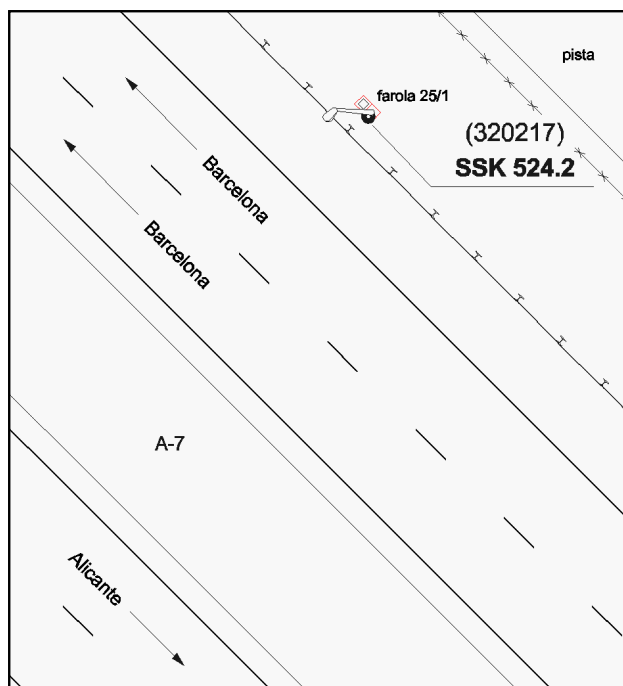 pista
farola 25/1
(320217)
SSK 524.2
Barcelona
Barcelona
A-7
Alicante